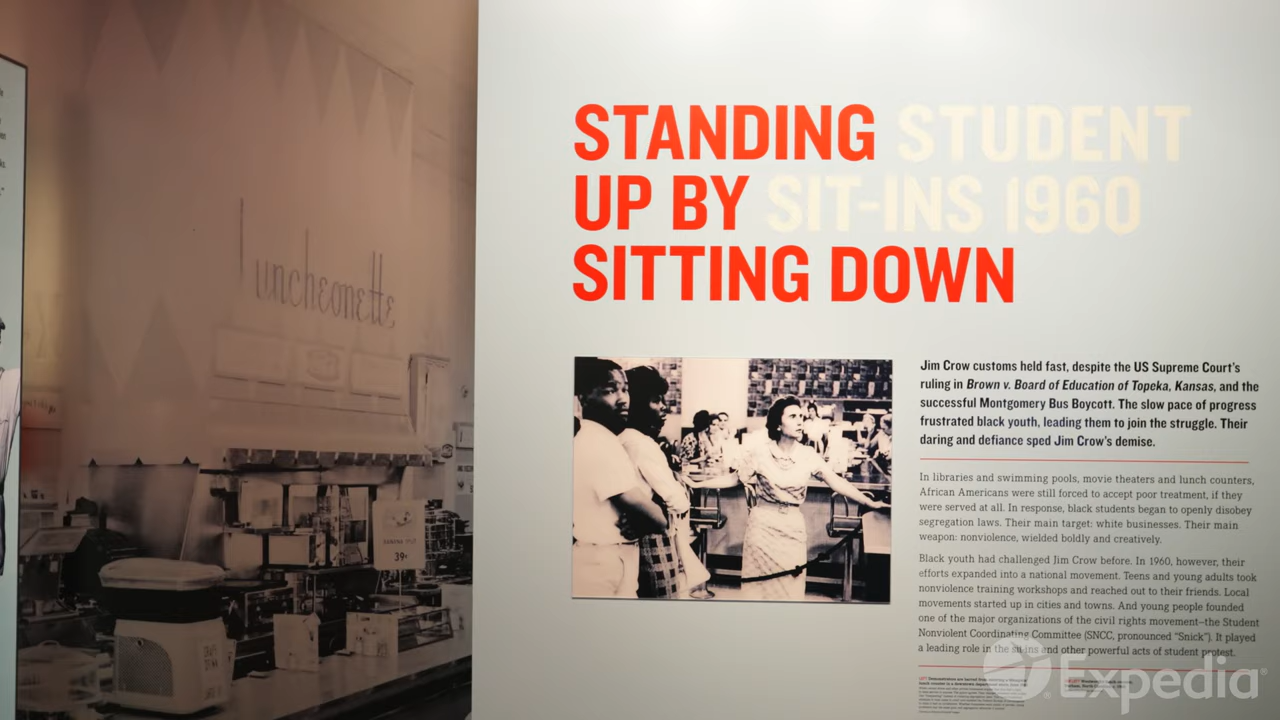 Luncheonette
39¢
STANDING STUDENT
UP BY SIT-INS 1960
SITTING DOWN
Jim Crow customs held fast, despite the US Supreme Court's
ruling in Brown v. Board of Education of Topeka, Kansas, and the
successful Montgomery Bus Boycott. The slow pace of progress
frustrated black youth, leading them to join the struggle. Their
daring and defiance sped Jim Crow's demise.
In libraries and swimming pools, movie theaters and lunch counters,
African Americans were still forced to accept poor treatment, if they
were served at all. In response, black students began to openly disobey
segregation laws. Their main target: white businesses. Their main
weapon: nonviolence, wielded boldly and creatively.
Black youth had challenged Jim Crow before. In 1960, however, their
efforts expanded into a national movement. Teens and young adults took
nonviolence training workshops and reached out to their friends. Local
movements started up in cities and towns. And young people founded
one of the major organizations of the civil rights movement—the Student
Nonviolent Coordinating Committee (SNCC, pronounced "Snick"). It played
a leading role in the sit-ins and other powerful acts of student protest.
Expedia